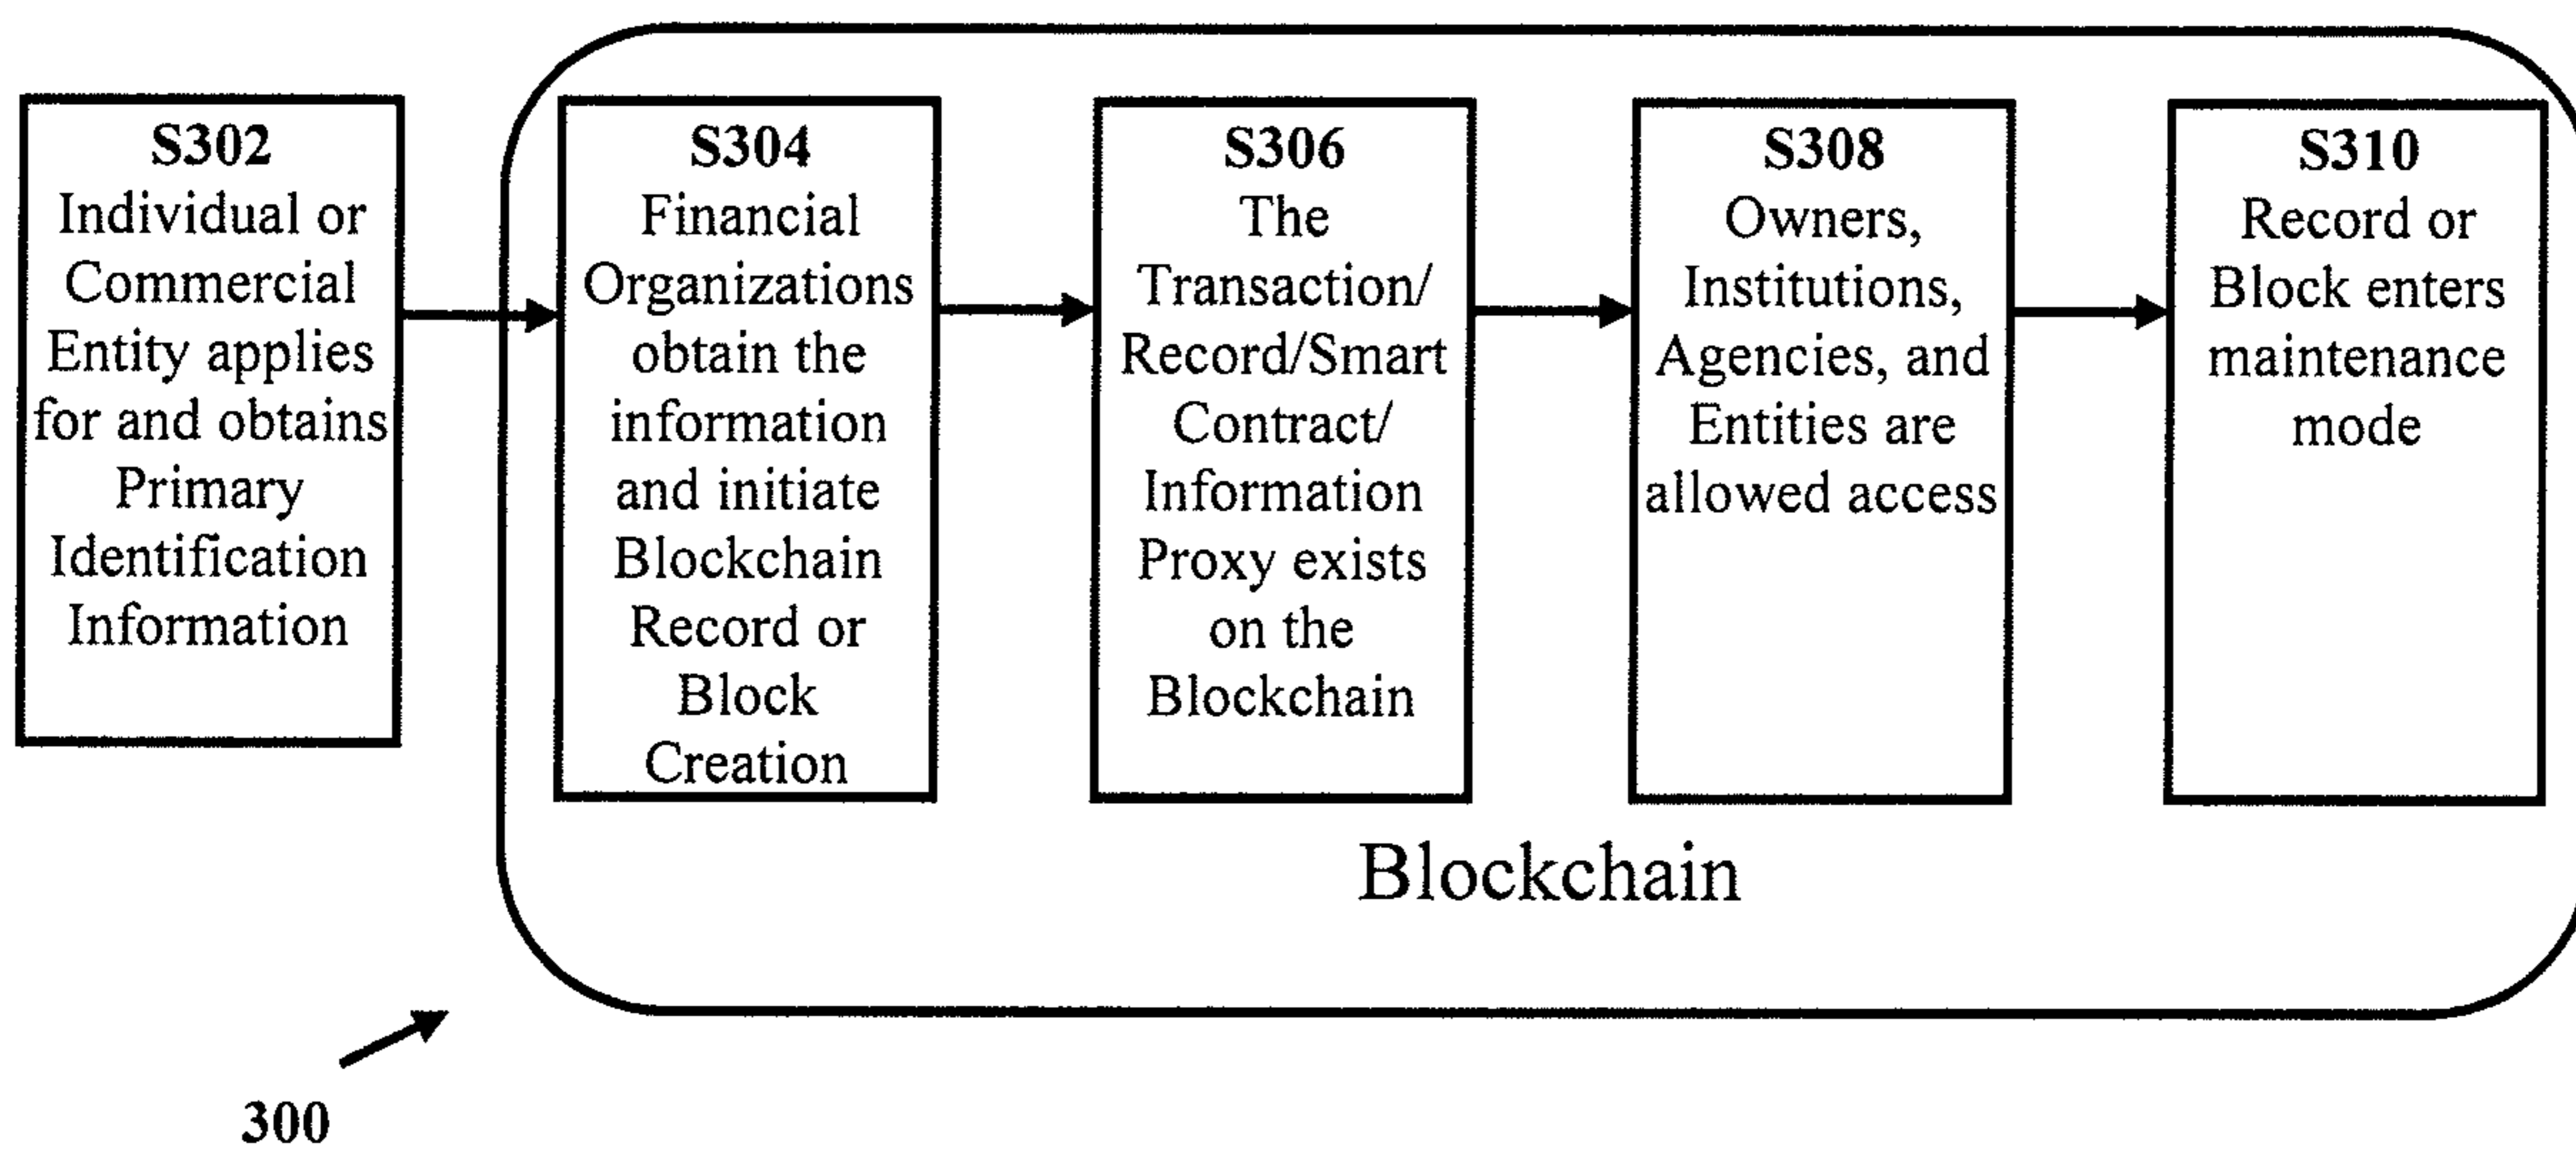 S302
Individual or
Commercial
Entity applies
for and obtains
Primary
Identification
Information
S304
Financial
Organizations
obtain the
information
and initiate
Blockchain
Record or
Block
Creation
S306
The
Transaction/
Record/Smart
Contract/
Information
Proxy exists
on the
Blockchain
S308
Owners,
Institutions,
Agencies, and
Entities are
allowed access
S310
Record or
Block enters
maintenance
mode
Blockchain
300